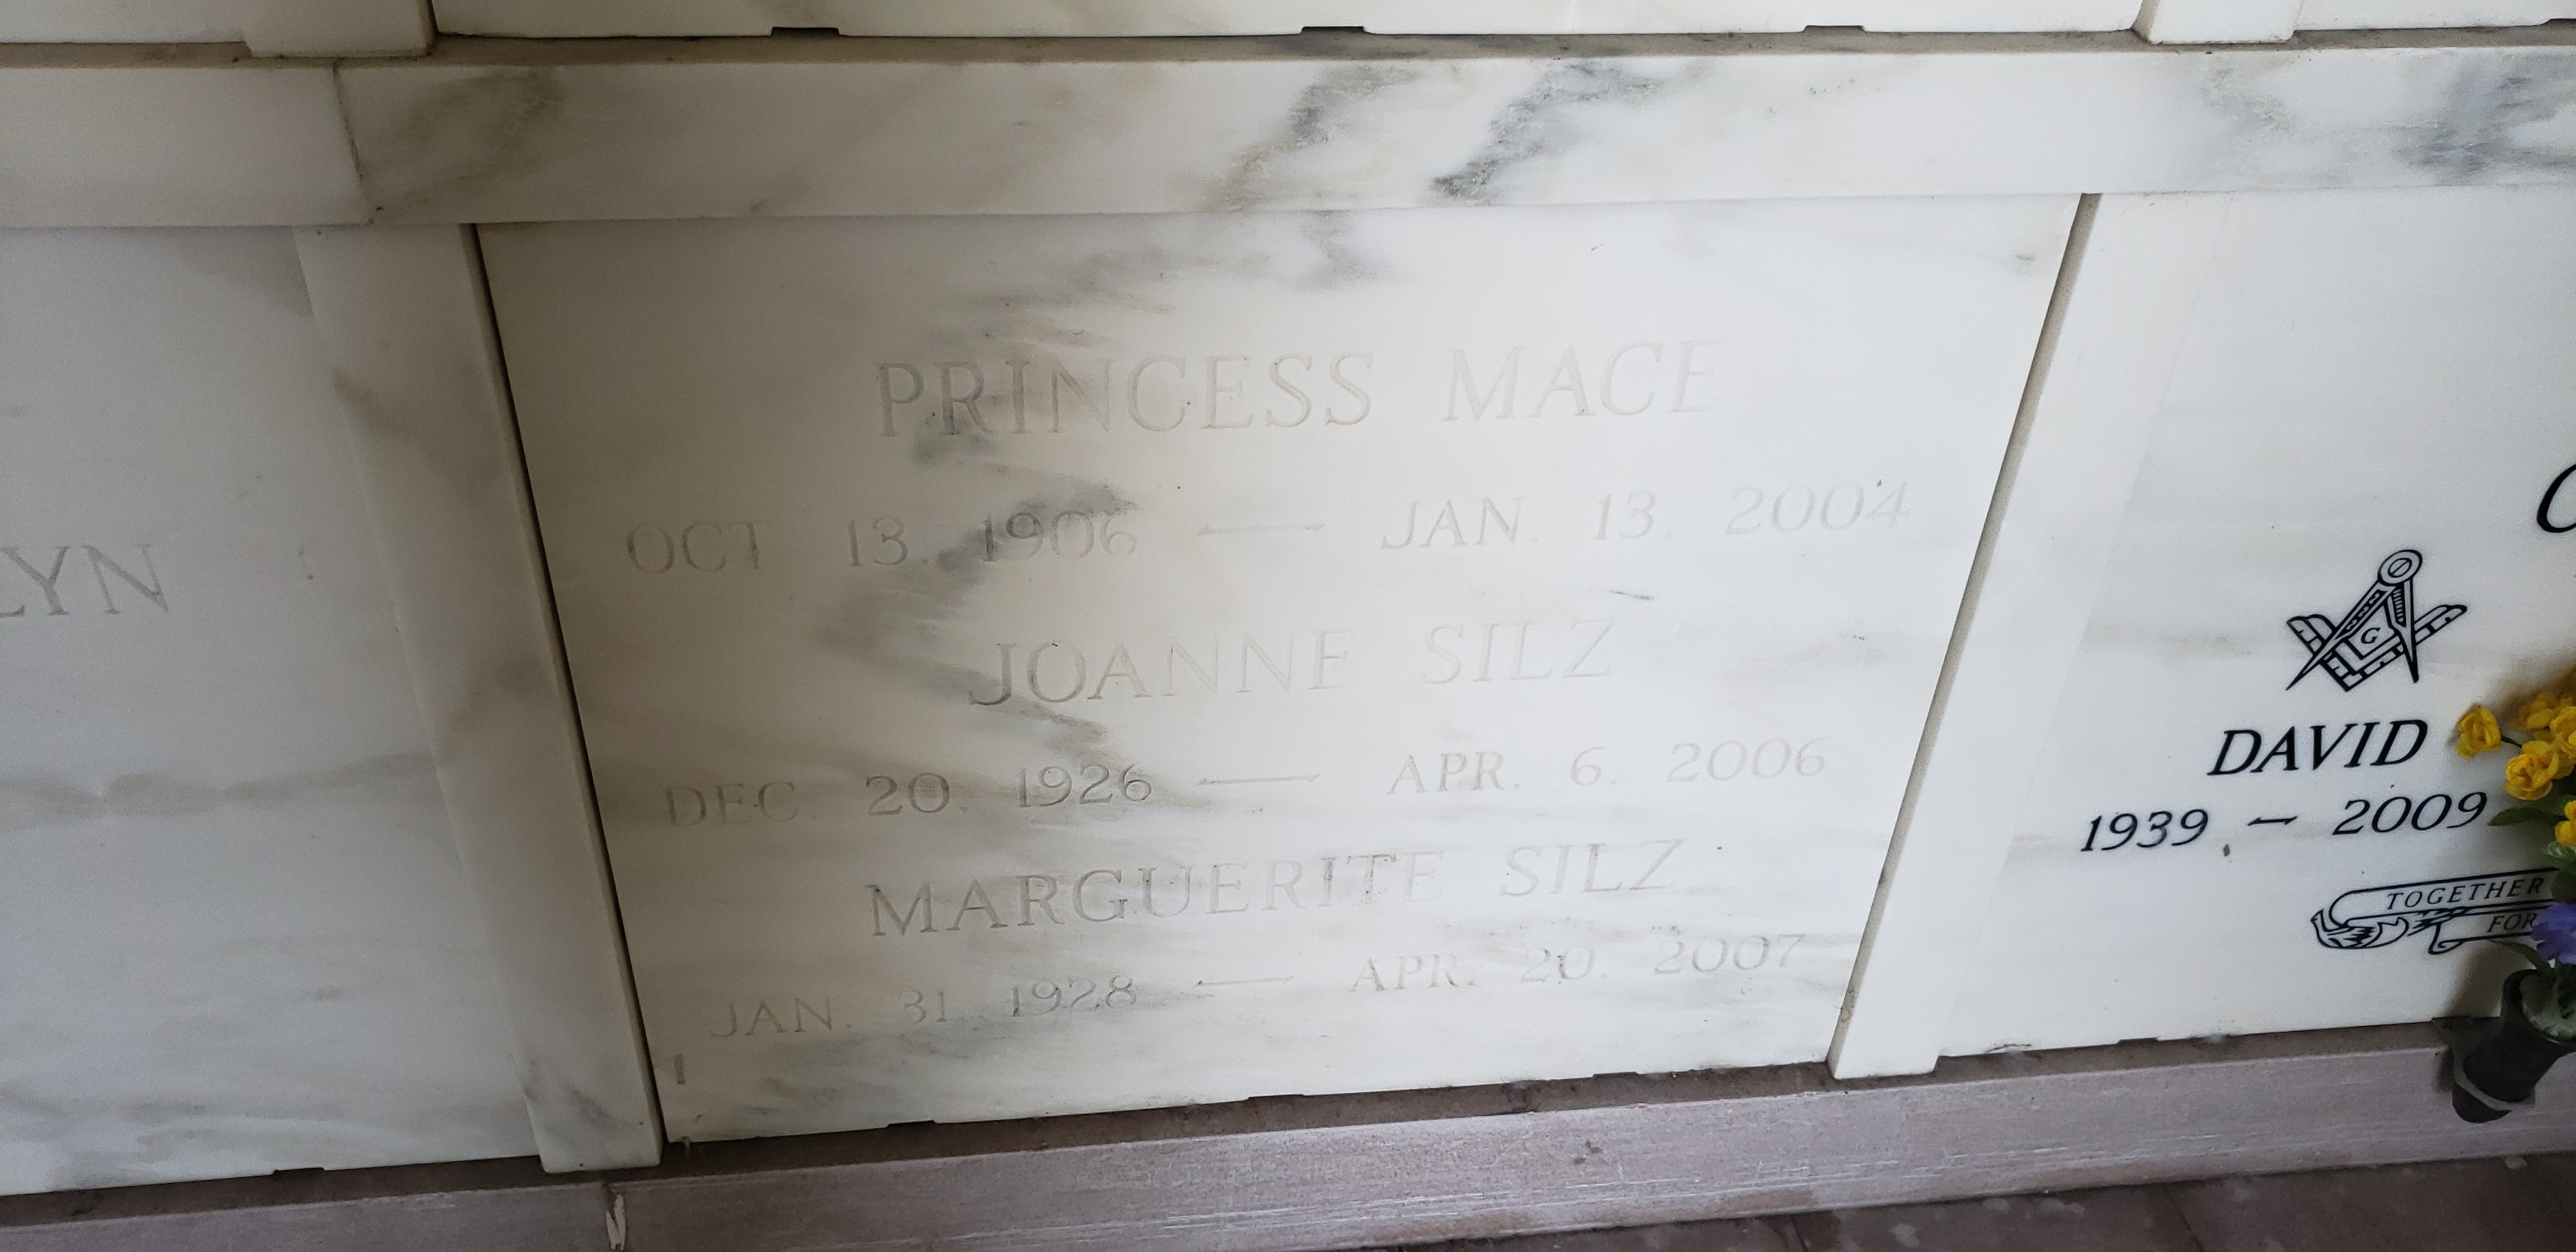 LYN
PRINCESS MACE
OCT 13. 1906 — JAN. 13. 2004
JOANNE SILZ
DEC. 20. 1926 — APR. 6. 2006
MARGUERITE SILZ
JAN. 31. 1928 — APR. 20. 2007
G
DAVID
1939 - 2009
TOGETHER
FOR